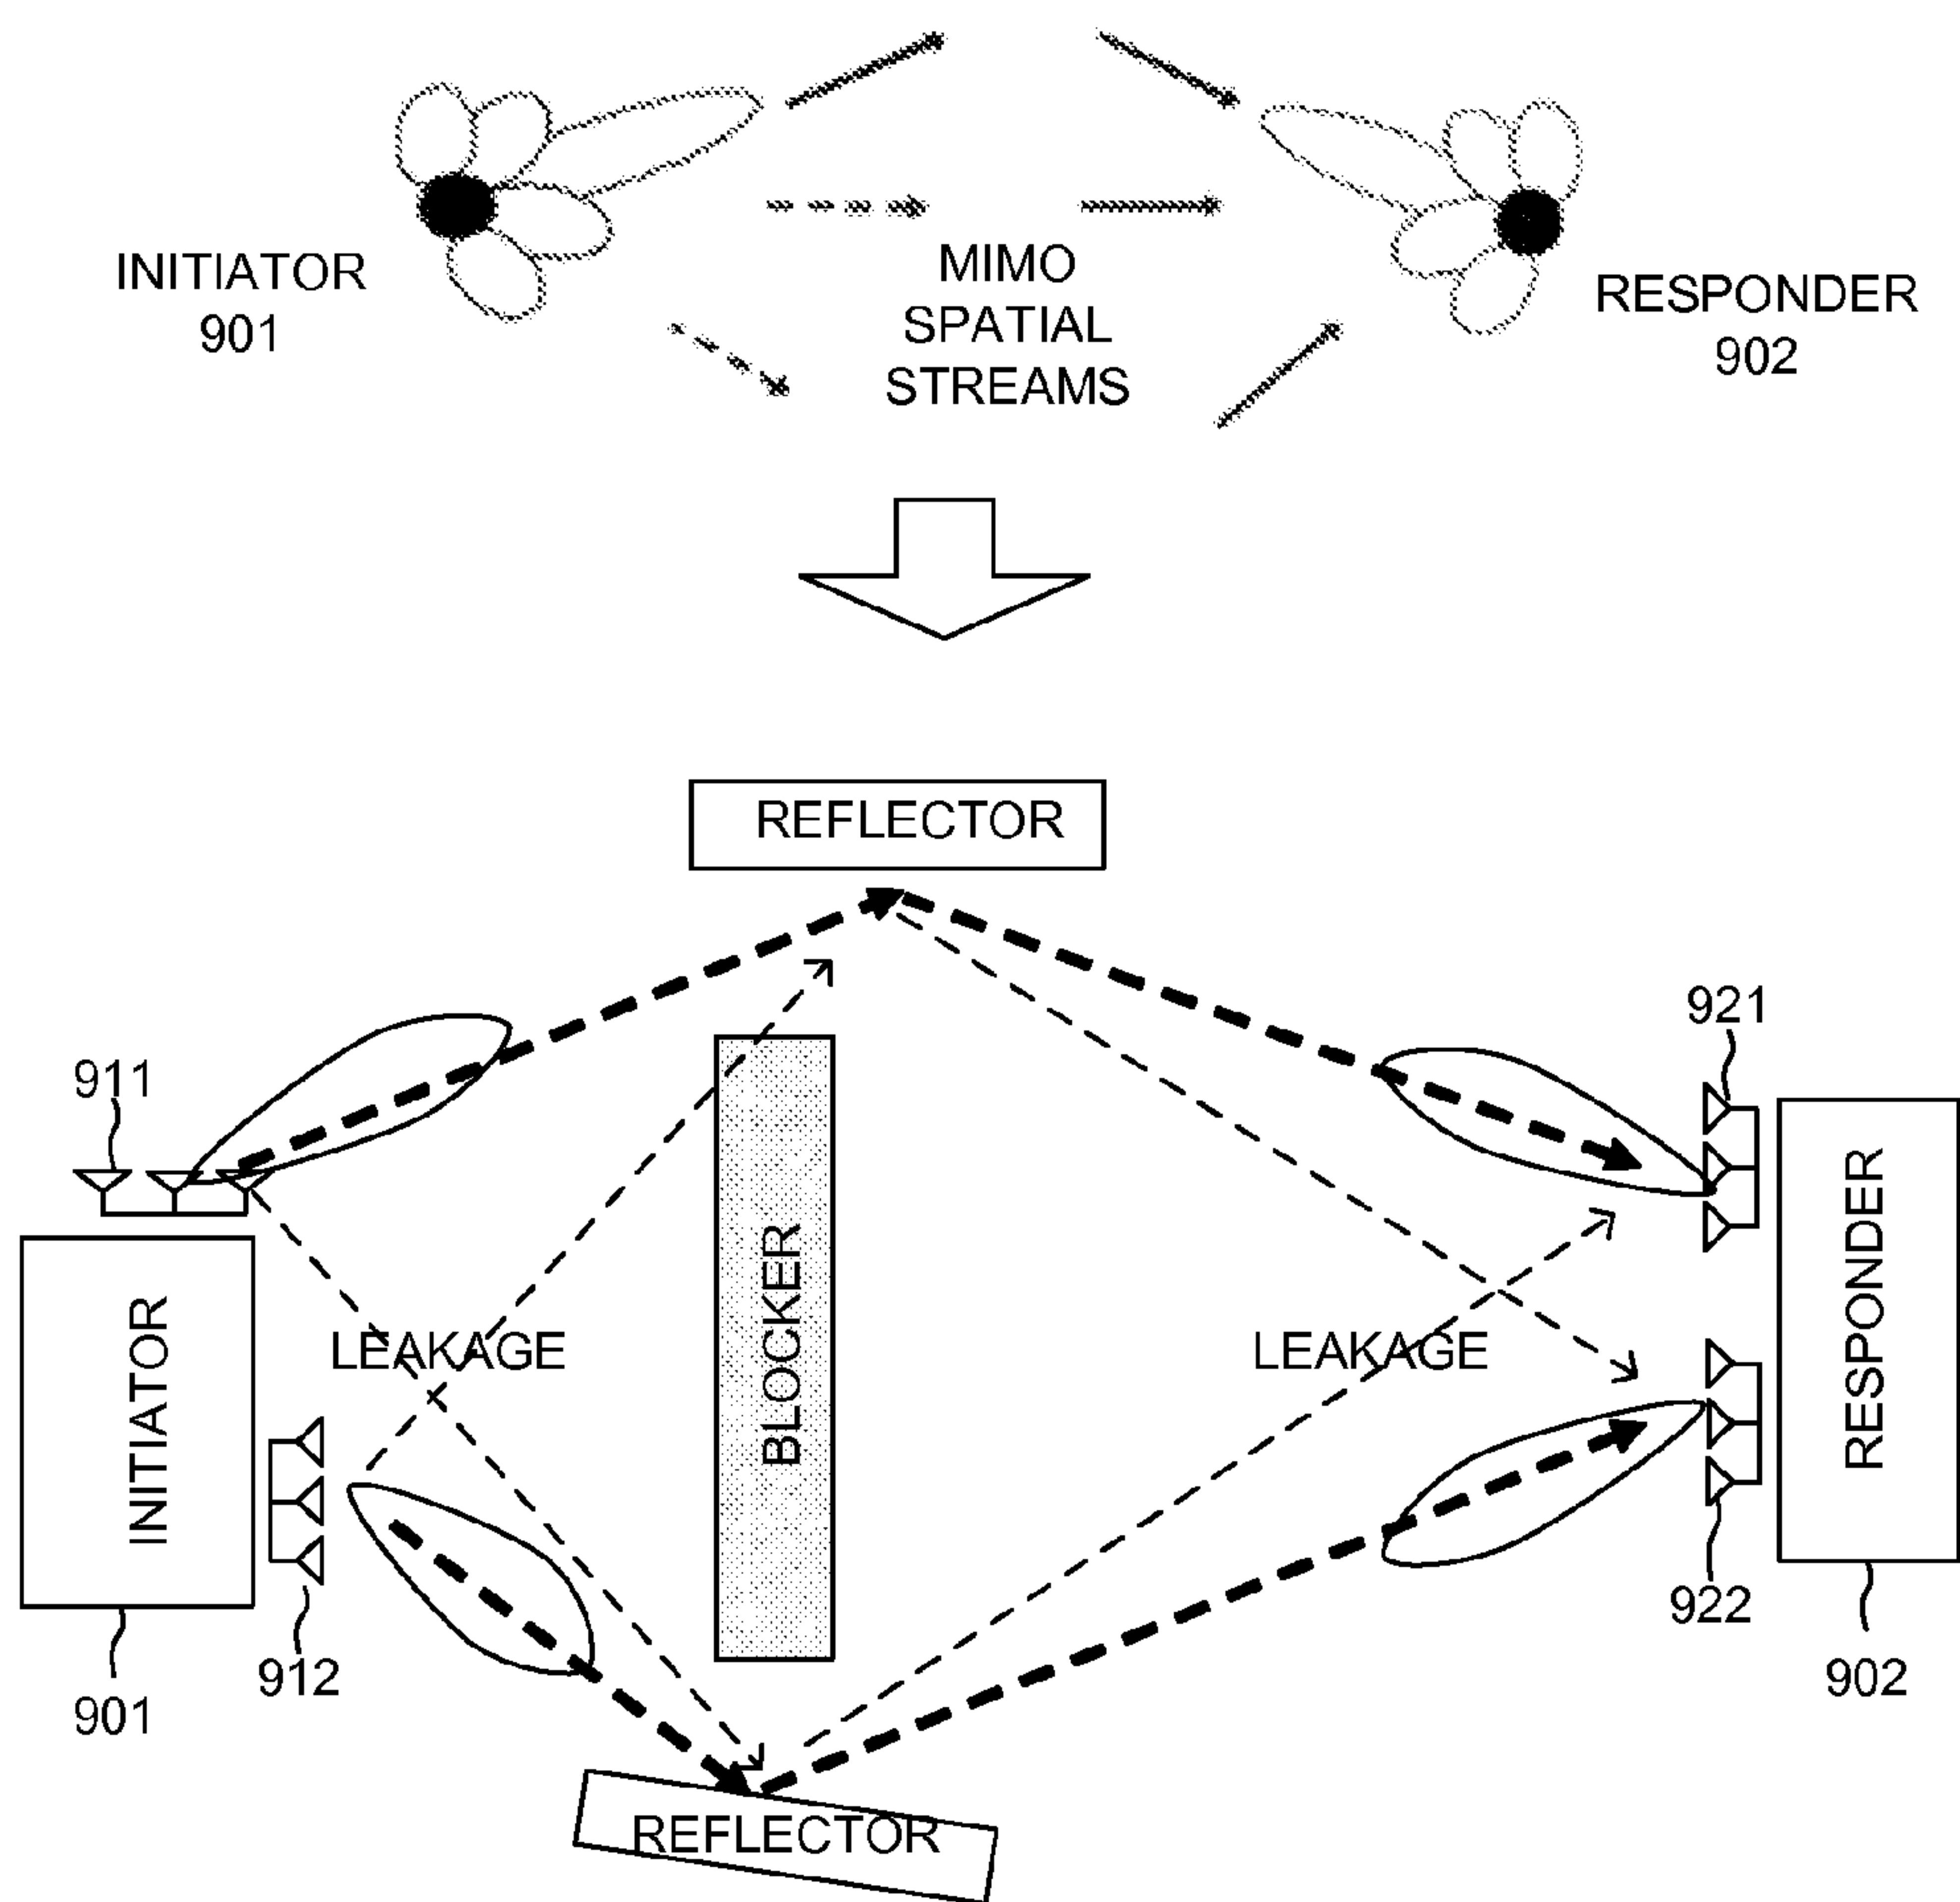 INITIATOR
901
MIMO
SPATIAL
STREAMS
RESPONDER
902
REFLECTOR
911
921
INITIATOR
LEAKAGE
BLOCKER
LEAKAGE
RESPONDER
912
901
922
902
REFLECTOR